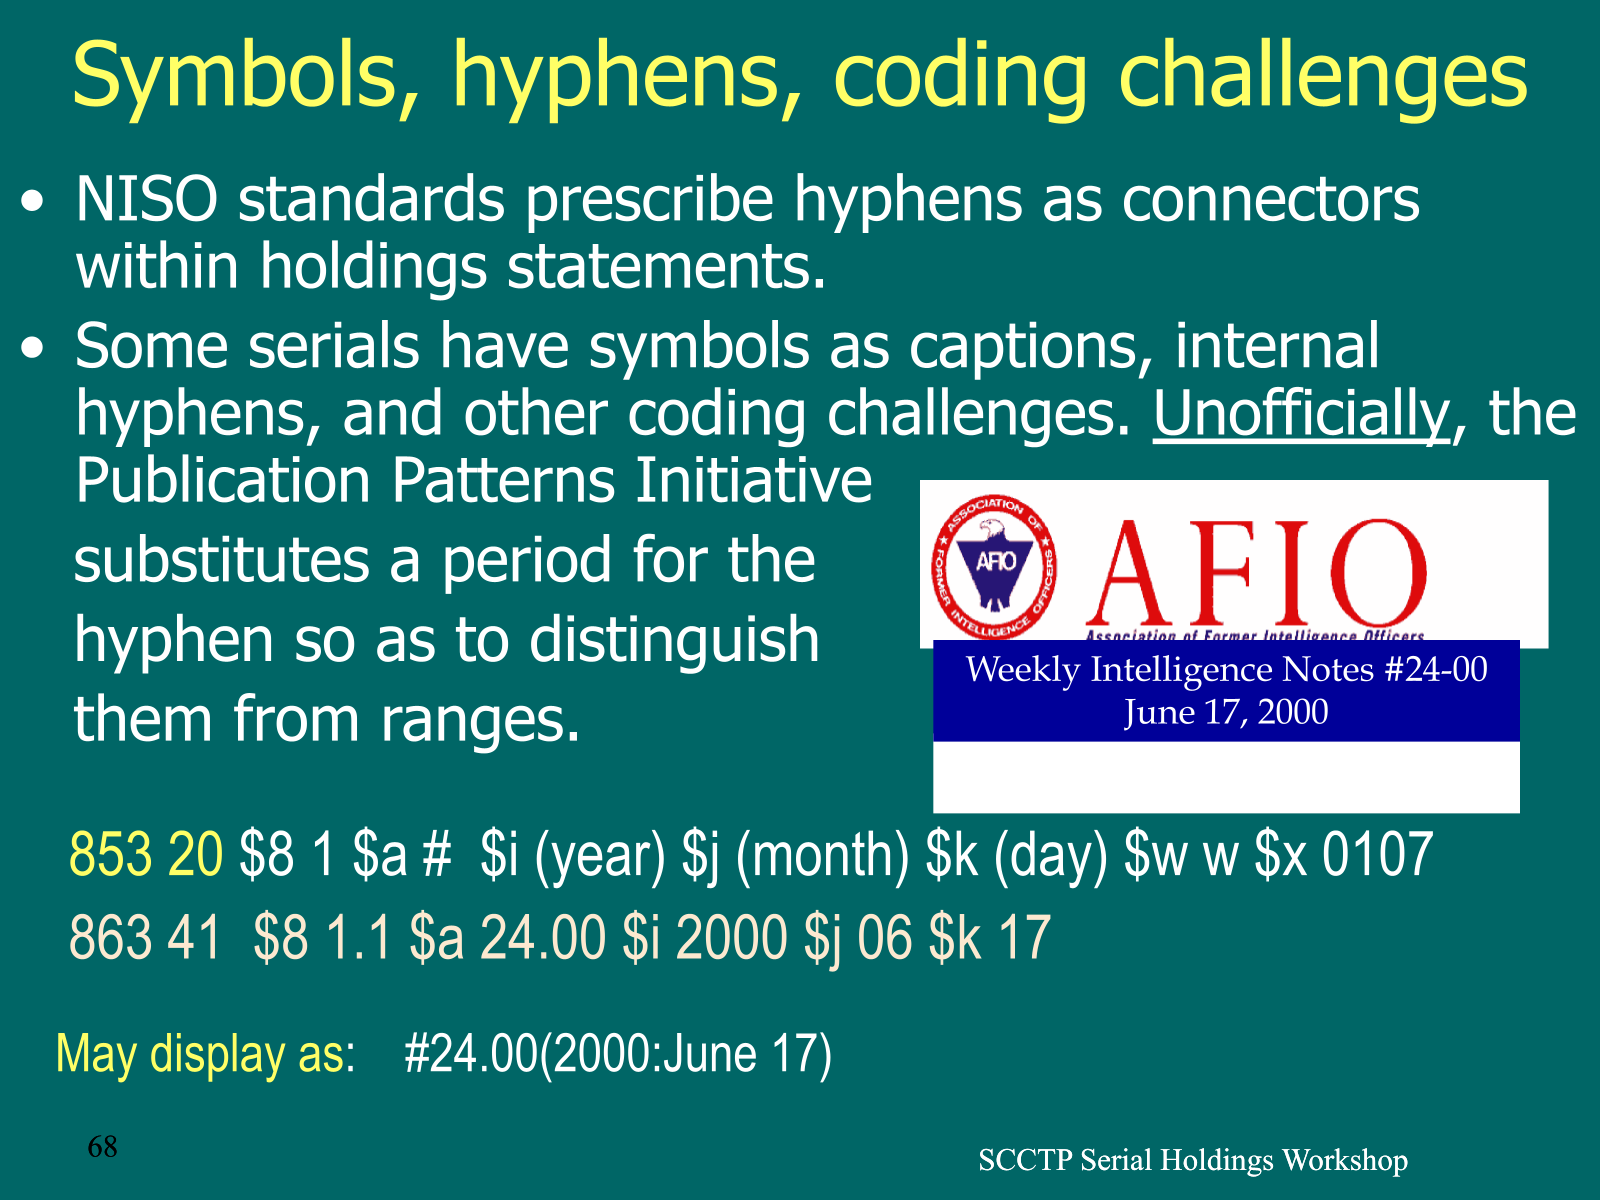 Symbols, hyphens, coding challenges
• NISO standards prescribe hyphens as connectors
within holdings statements.
• Some serials have symbols as captions, internal
hyphens, and other coding challenges. Unofficially, the
Publication Patterns Initiative
substitutes a period for the
hyphen so as to distinguish
them from ranges.
ASSOCIATION OF
FORMER INTELLIGENCE OFFICERS
AFIO
AFIO
Association of Former Intelligence Officers
Weekly Intelligence Notes #24-00
June 17, 2000
853 20 $8 1 $a #  $i (year) $j (month) $k (day) $w w $x 0107
863 41  $8 1.1 $a 24.00 $i 2000 $j 06 $k 17
May display as:   #24.00(2000:June 17)
68
SCCTP Serial Holdings Workshop